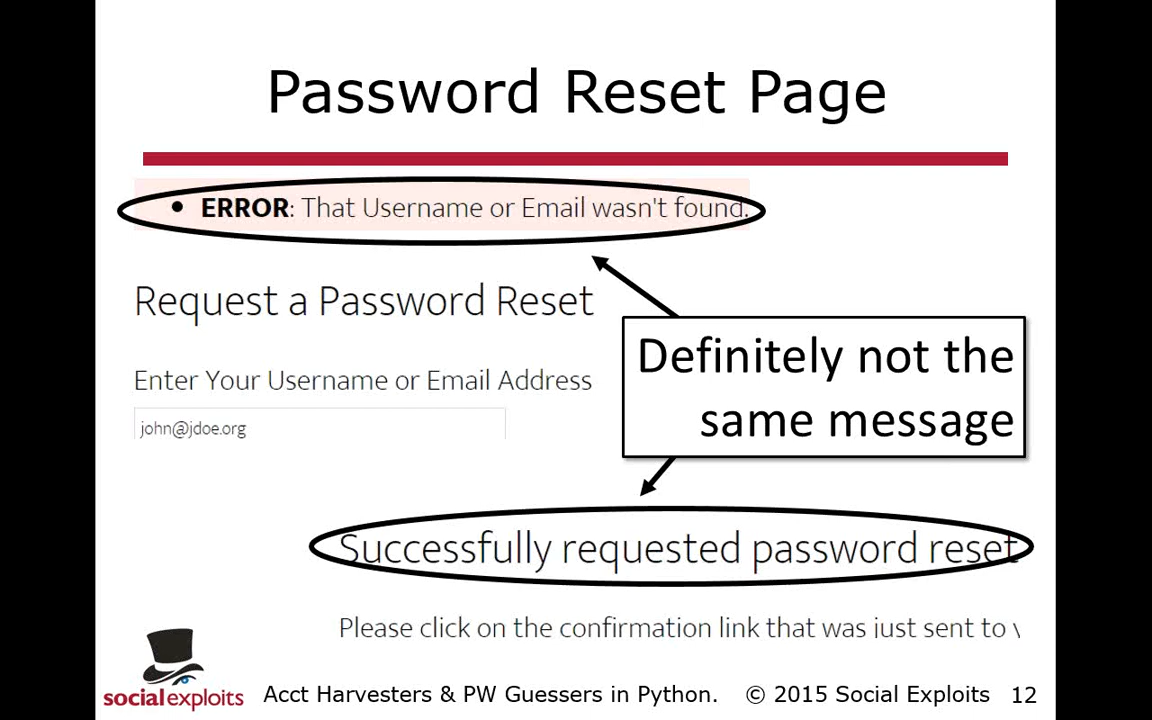 Password Reset Page
• ERROR: That Username or Email wasn't found.
Request a Password Reset
Enter Your Username or Email Address
john@jdoe.org
Definitely not the
same message
Successfully requested password reset
Please click on the confirmation link that was just sent to
socialexploits
Acct Harvesters & PW Guessers in Python. © 2015 Social Exploits 12